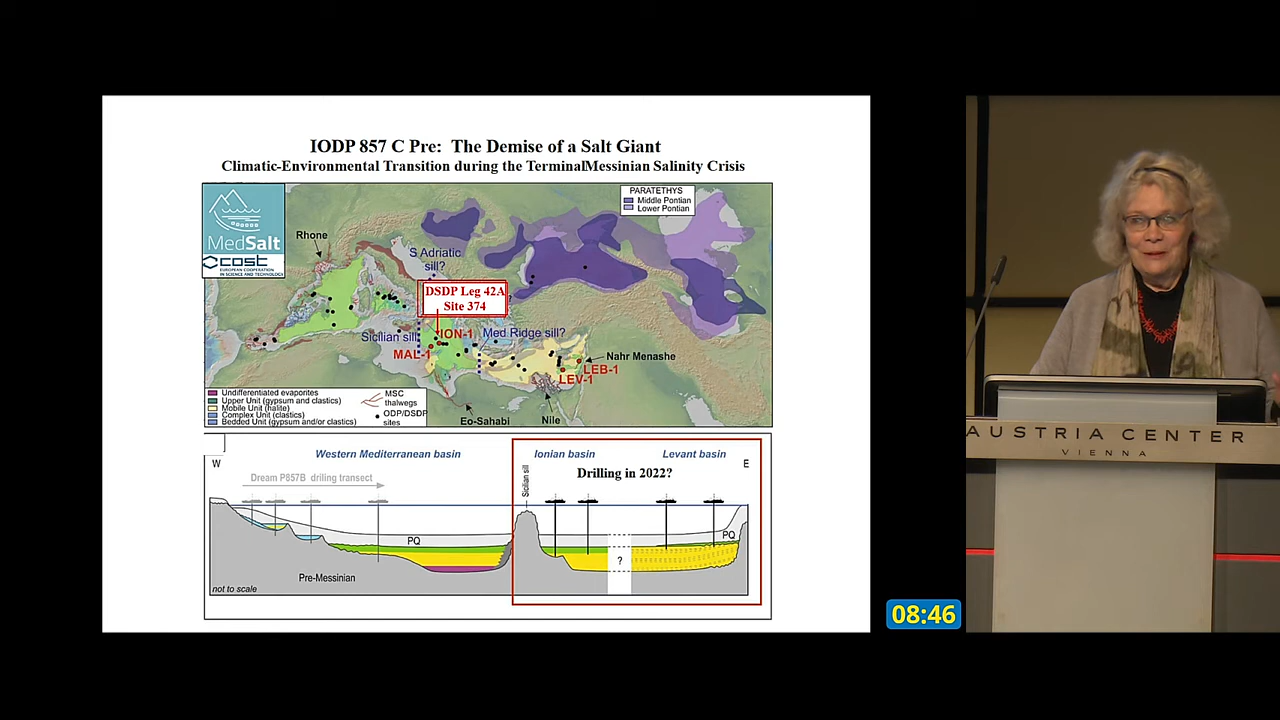 IODP 857 C Pre: The Demise of a Salt Giant
Climatic-Environmental Transition during the TerminalMessinian Salinity Crisis
MedSalt
cost
EUROPEAN COOPERATION
IN SCIENCE AND TECHNOLOGY
PARATETHYS
Middle Pontian
Lower Pontian
Rhone
S Adriatic
sill?
DSDP Leg 42A
Site 374
Sicilian sill
ION-1
Med Ridge sill?
MAL-1
Nahr Menashe
LEB-1
LEV-1
Eo-Sahabi
Nile
Undifferentiated evaporites
Upper Unit (gypsum and clastics)
Mobile Unit (halite)
Complex Unit (clastics)
Bedded Unit (gypsum and/or clastics)
MSC
thalwegs
ODP/DSDP
sites
W
Western Mediterranean basin
Ionian basin
Levant basin
E
Dream P857B driling transect
Sicilian sill
Drilling in 2022?
PQ
PQ
?
Pre-Messinian
not to scale
08:46
AUSTRIA CENTER
VIENNA